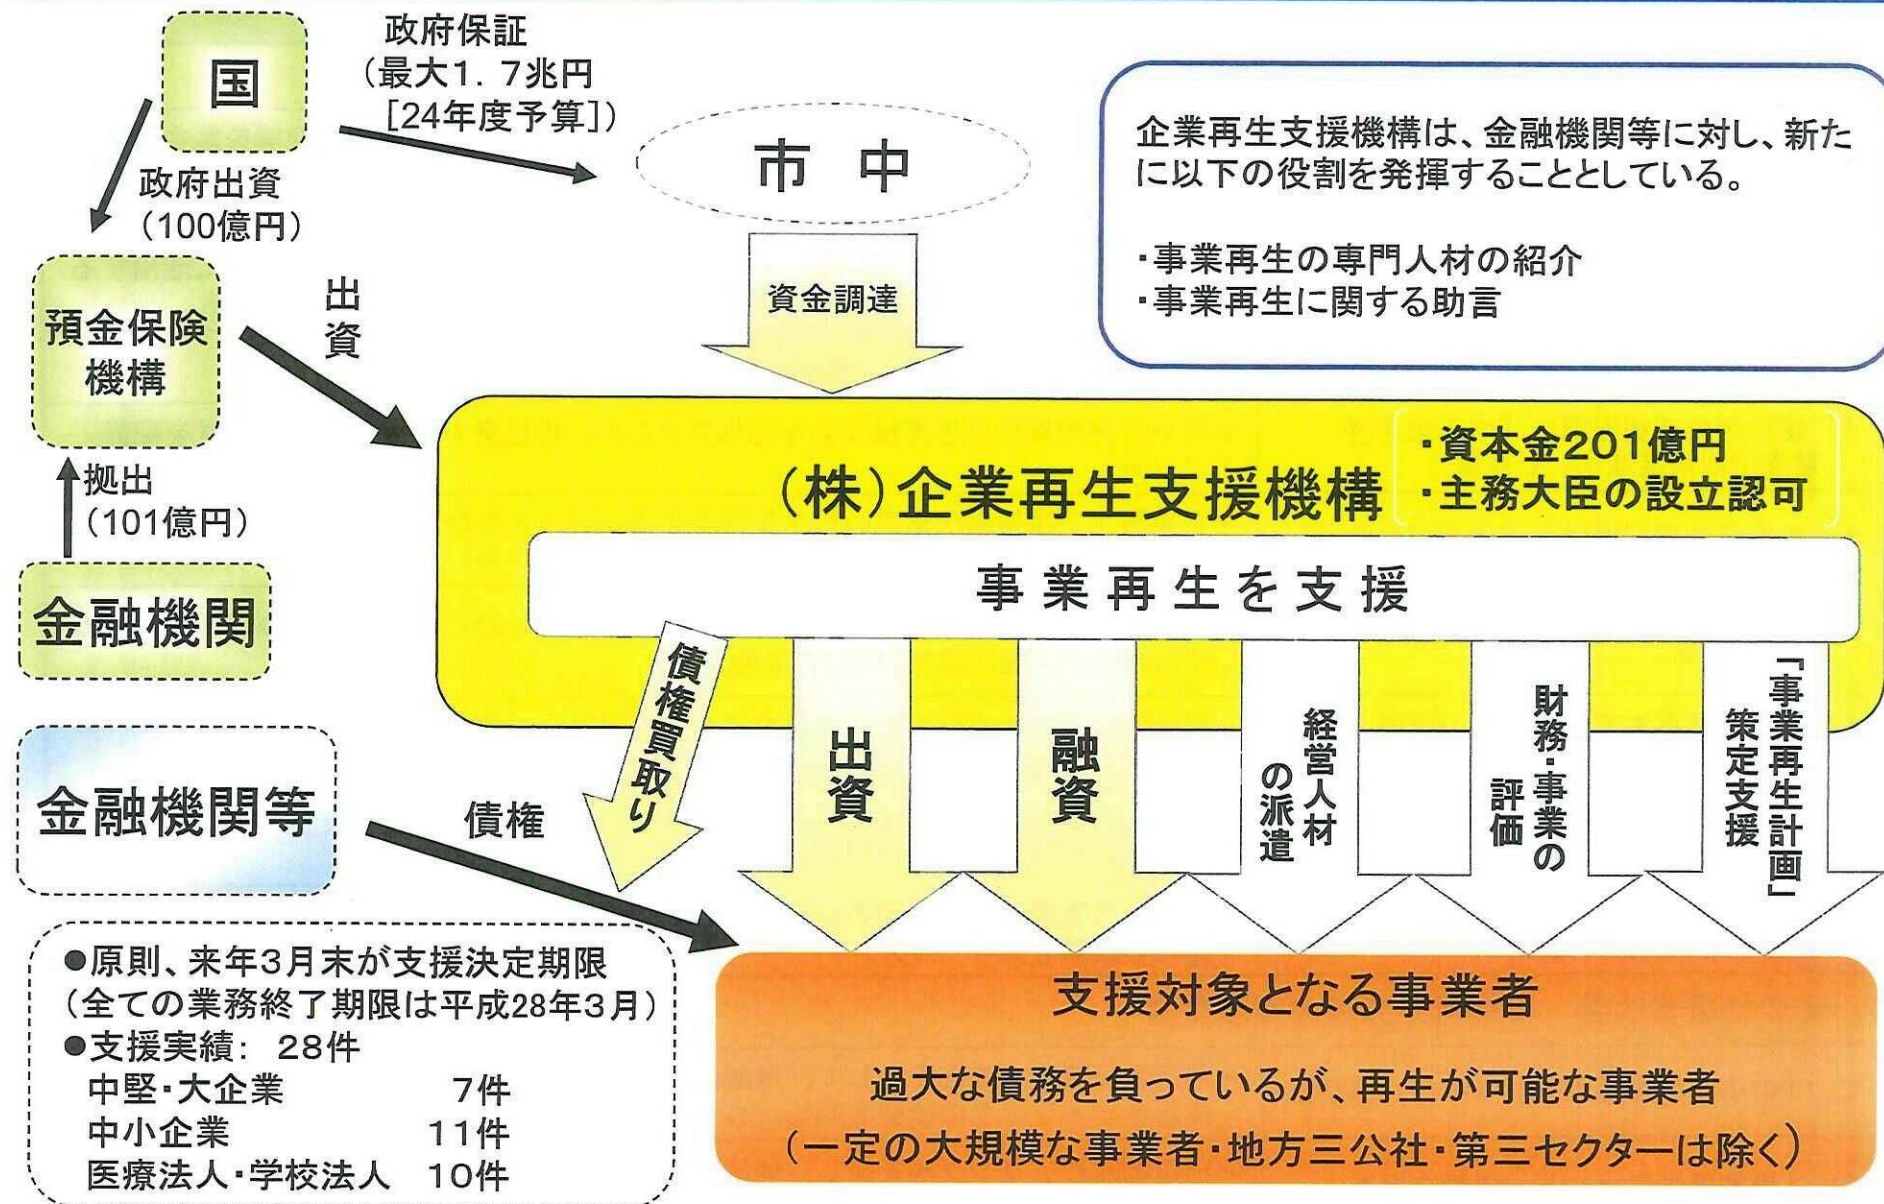 国
政府保証
(最大1．7兆円
[24年度予算])
市 中
政府出資
(100億円)
企業再生支援機構は、金融機関等に対し、新た
に以下の役割を発揮することとしている。
・事業再生の専門人材の紹介
・事業再生に関する助言
預金保険
機構
出資
資金調達
拠出
(101億円)
金融機関
(株)企業再生支援機構
・資本金201億円
・主務大臣の設立認可
事業再生を支援
債権買取り
出資
融資
経営人材
の派遣
財務・事業の
評価
「事業再生計画」
策定支援
金融機関等
債権
●原則、来年3月末が支援決定期限
(全ての業務終了期限は平成28年3月)
●支援実績： 28件
中堅・大企業 7件
中小企業 11件
医療法人・学校法人 10件
支援対象となる事業者
過大な債務を負っているが、再生が可能な事業者
(一定の大規模な事業者・地方三公社・第三セクターは除く)